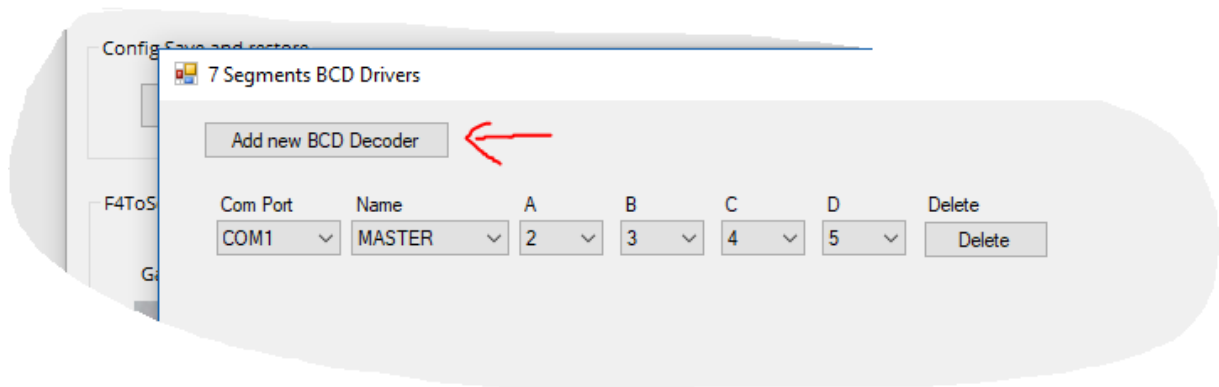 Config Save and restore
7 Segments BCD Drivers
Add new BCD Decoder
F4ToS
Com Port Name A B C D Delete
COM1 MASTER 2 3 4 5 Delete
Ga